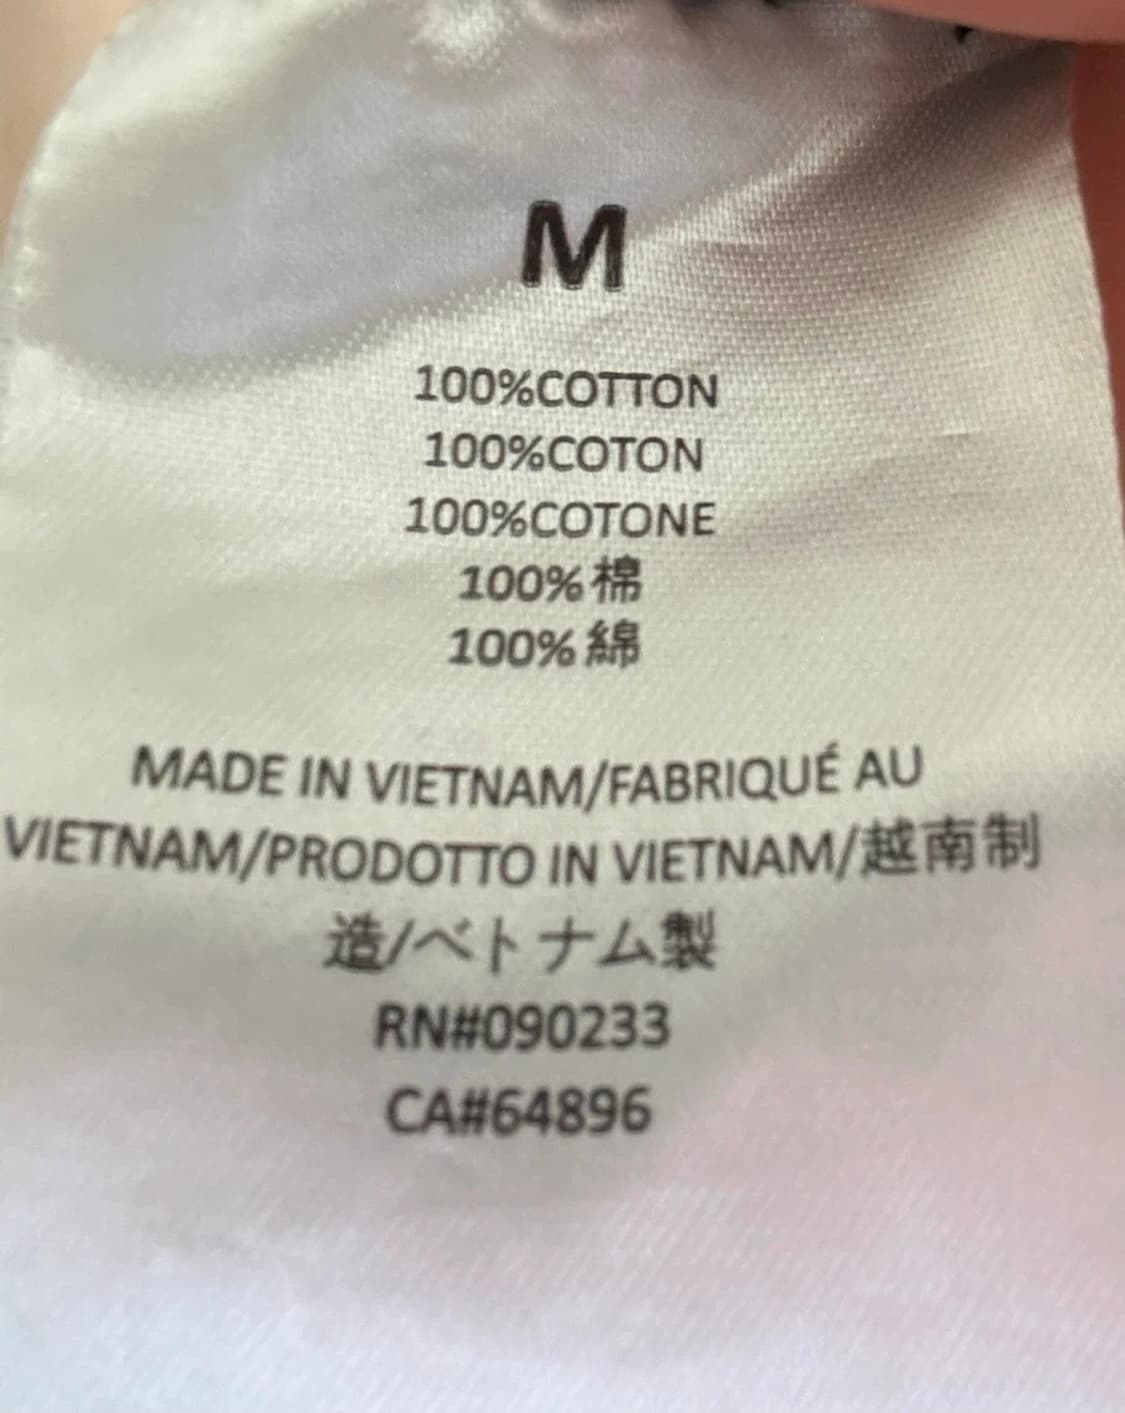 M
100%COTTON
100%COTON
100%COTONE
100%棉
100%綿
MADE IN VIETNAM/FABRIQUÉ AU
VIETNAM/PRODOTTO IN VIETNAM/越南制
造/ベトナム製
RN#090233
CA#64896